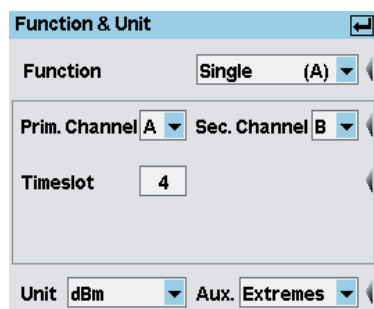 Function & Unit
Function Single (A)
Prim. Channel A Sec. Channel B
Timeslot 4
Unit dBm Aux. Extremes